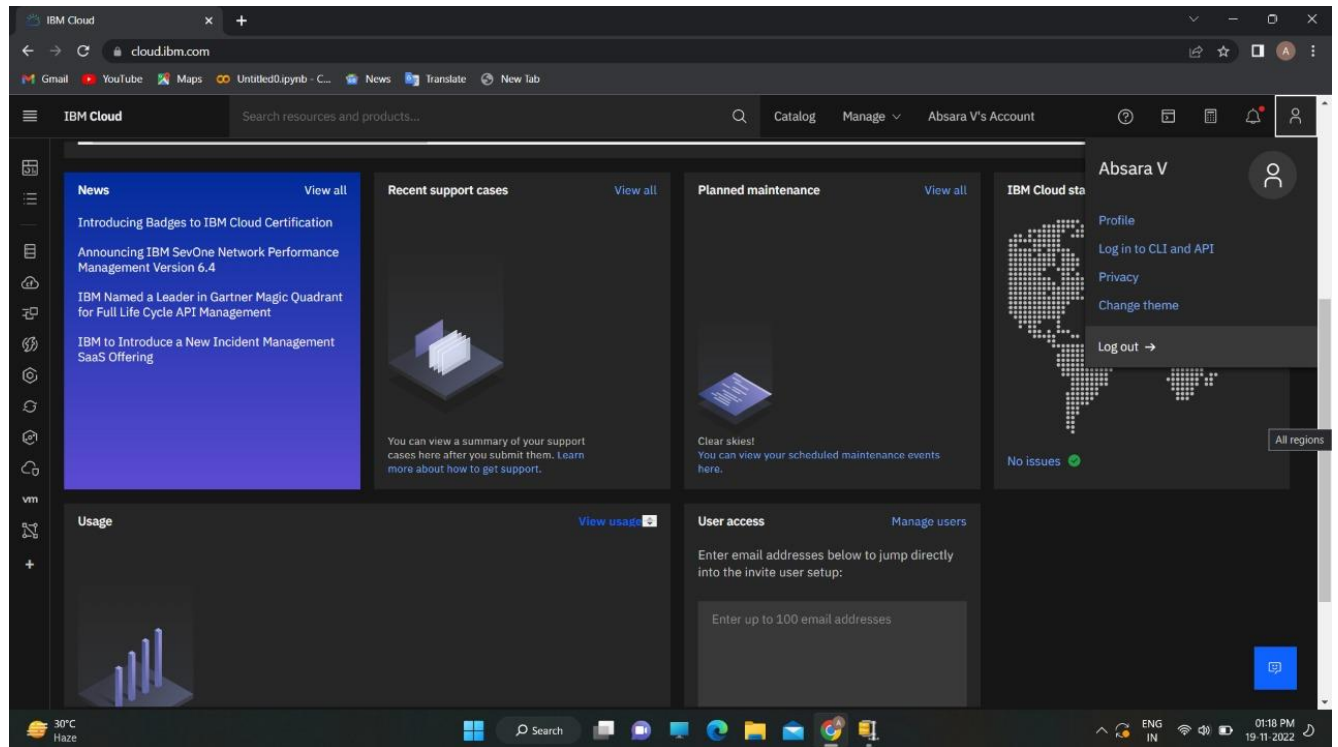 IBM Cloud
cloud.ibm.com
A
Gmail YouTube Maps Untitled0.ipynb - C... News Translate New Tab
IBM Cloud Search resources and products... Catalog Manage Absara V's Account
Absara V
Profile
Log in to CLI and API
Privacy
Change theme
Log out →
News View all
Introducing Badges to IBM Cloud Certification
Announcing IBM SevOne Network Performance
Management Version 6.4
IBM Named a Leader in Gartner Magic Quadrant
for Full Life Cycle API Management
IBM to Introduce a New Incident Management
SaaS Offering
Recent support cases View all
You can view a summary of your support
cases here after you submit them. Learn
more about how to get support.
Planned maintenance View all
Clear skies!
You can view your scheduled maintenance events
here.
IBM Cloud sta
No issues
All regions
vm
Usage View usage
User access Manage users
Enter email addresses below to jump directly
into the invite user setup:
Enter up to 100 email addresses
30°C
Haze
Search
ENG
IN
01:18 PM
19-11-2022